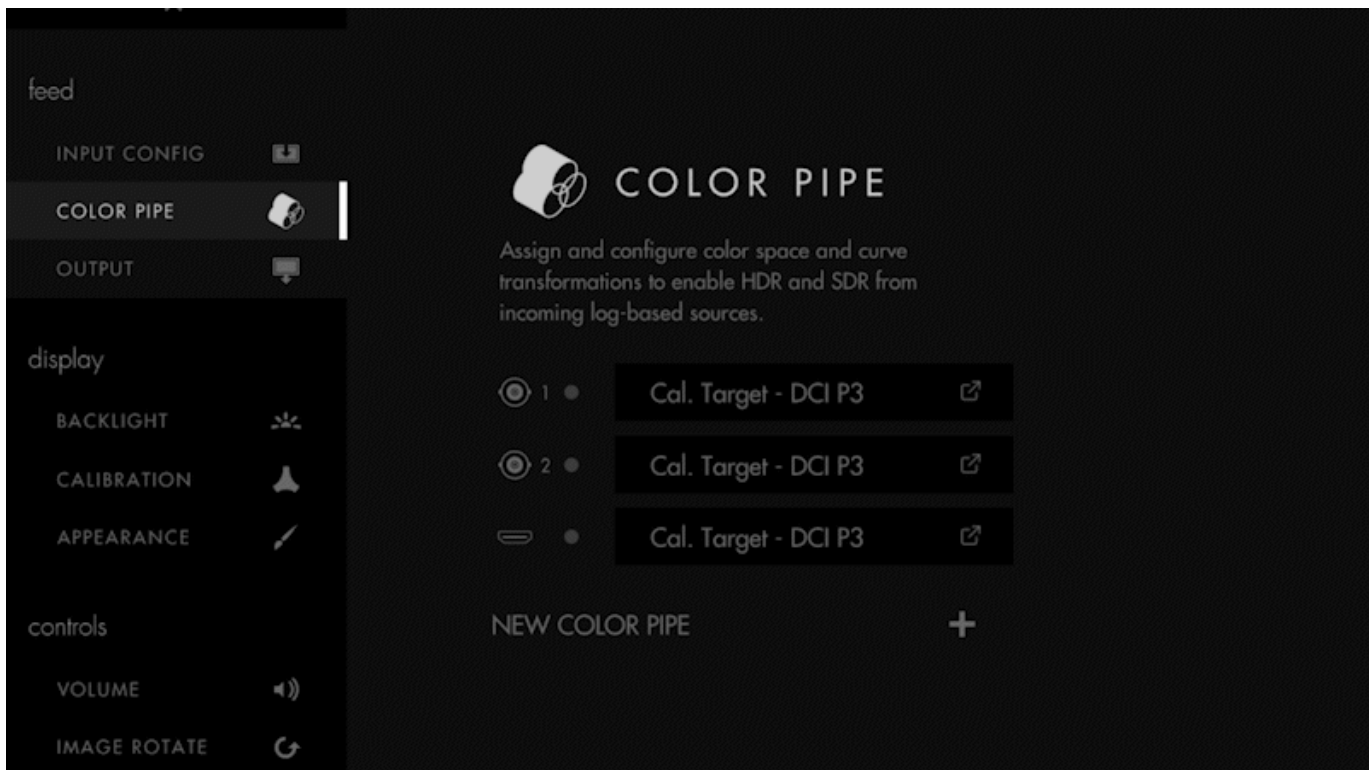 feed
INPUT CONFIG
COLOR PIPE
OUTPUT
display
BACKLIGHT
CALIBRATION
APPEARANCE
controls
VOLUME
IMAGE ROTATE
COLOR PIPE
Assign and configure color space and curve
transformations to enable HDR and SDR from
incoming log-based sources.
1 Cal. Target - DCI P3
2 Cal. Target - DCI P3
Cal. Target - DCI P3
NEW COLOR PIPE +